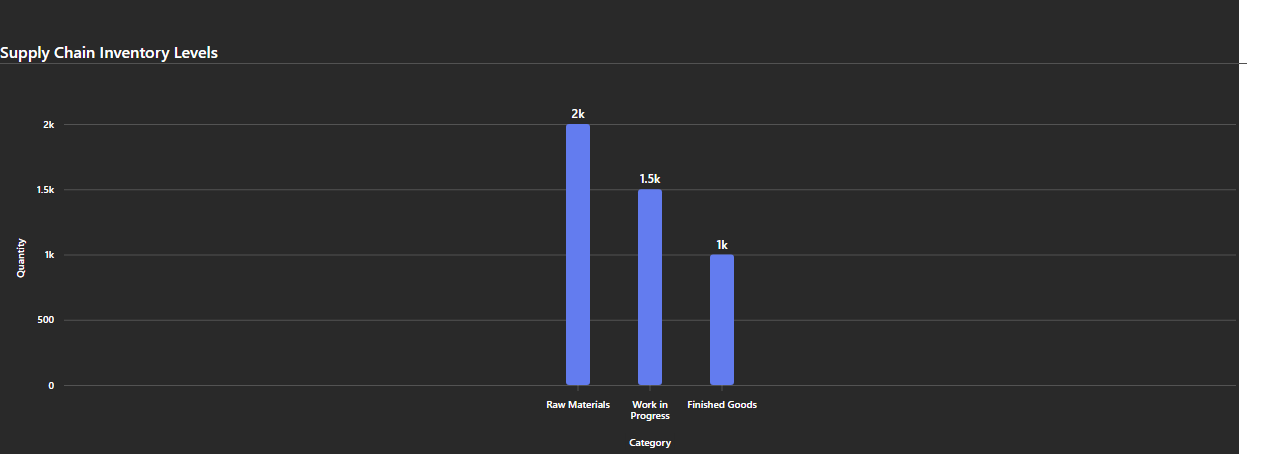 Supply Chain Inventory Levels
2k
2k
1.5k
1.5k
1k
1k
Quantity
500
0
Raw Materials
Work in
Progress
Finished Goods
Category